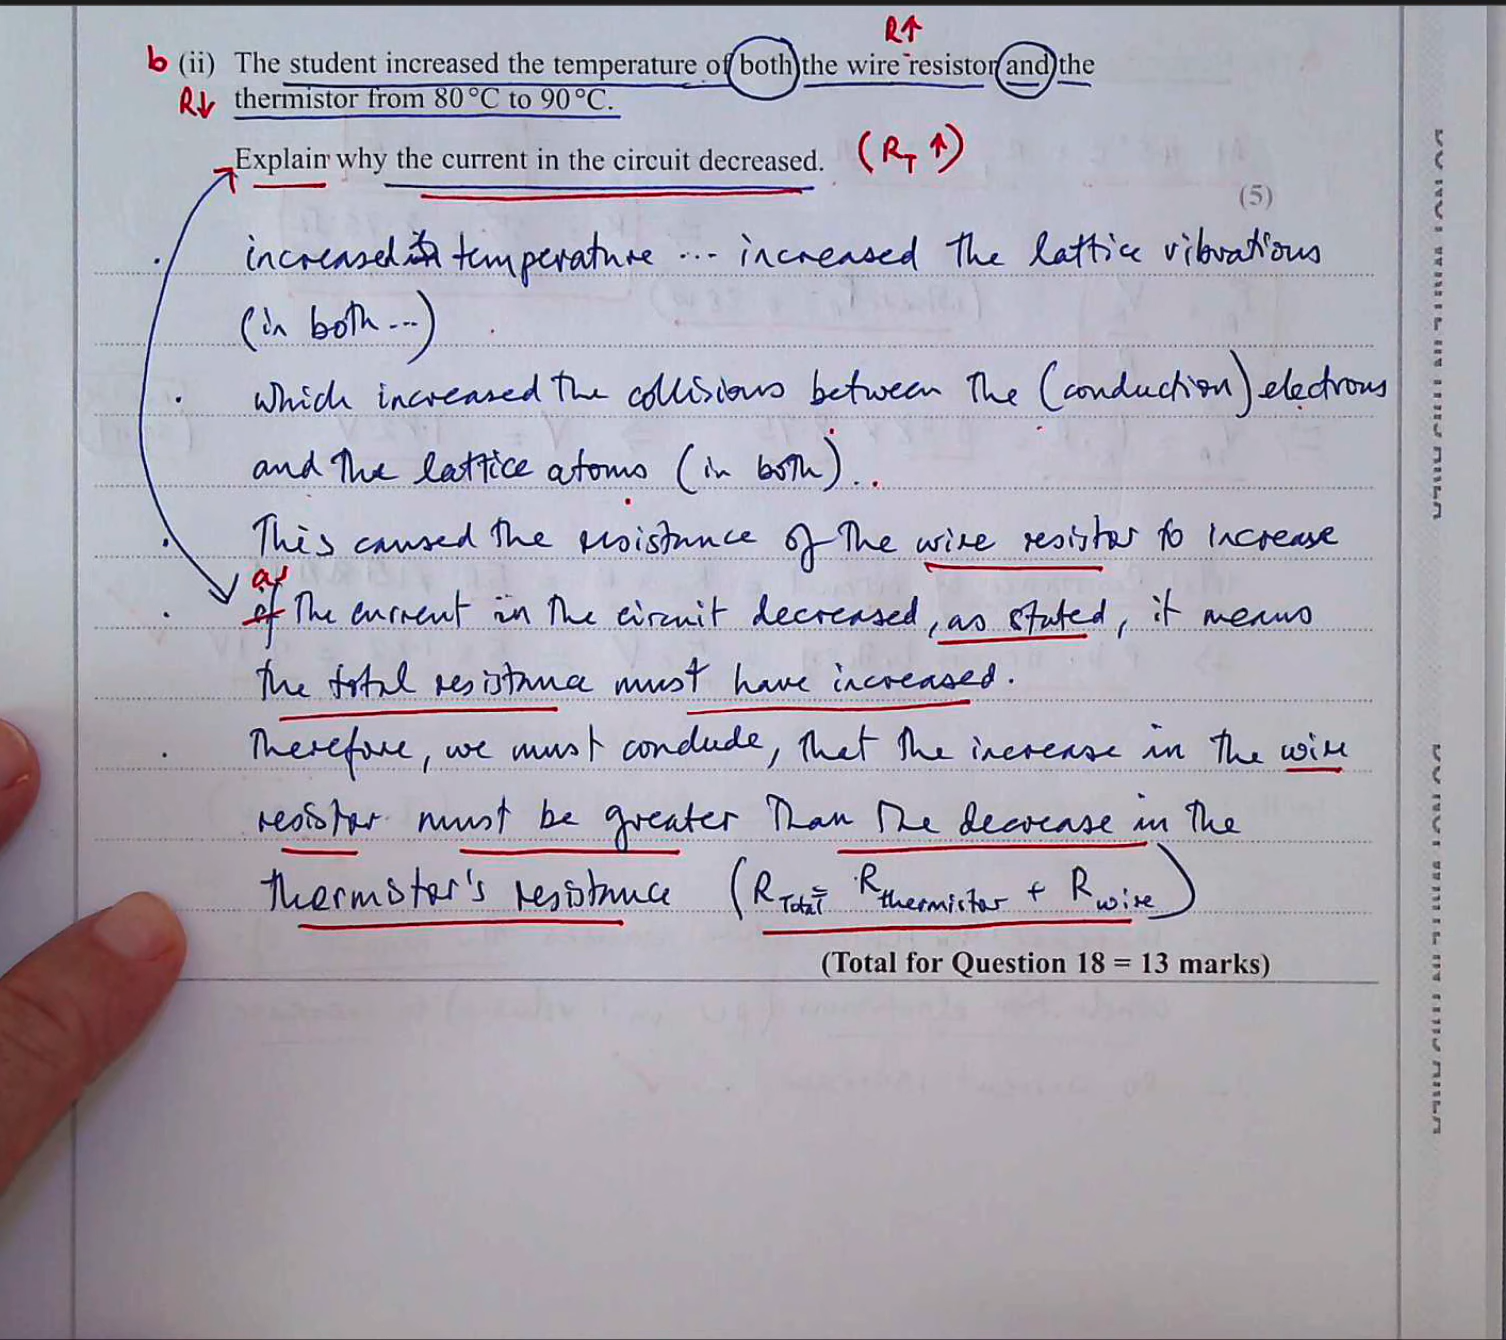 R↑
b (ii) The student increased the temperature of both the wire resistor and the
R↓ thermistor from 80 °C to 90 °C.
Explain why the current in the circuit decreased. (R_T ↑)
(5)
increased in temperature ... increased the lattice vibrations
(in both ...)
which increased the collisions between the (conduction) electrons
and the lattice atoms (in both)..
This caused the resistance of the wire resistor to increase
as
if the current in the circuit decreased, as stated, it means
the total resistance must have increased.
Therefore, we must conclude, that the increase in the wire
resistor must be greater than the decrease in the
thermistor's resistance (R_Total = R_thermistor + R_wire)
(Total for Question 18 = 13 marks)